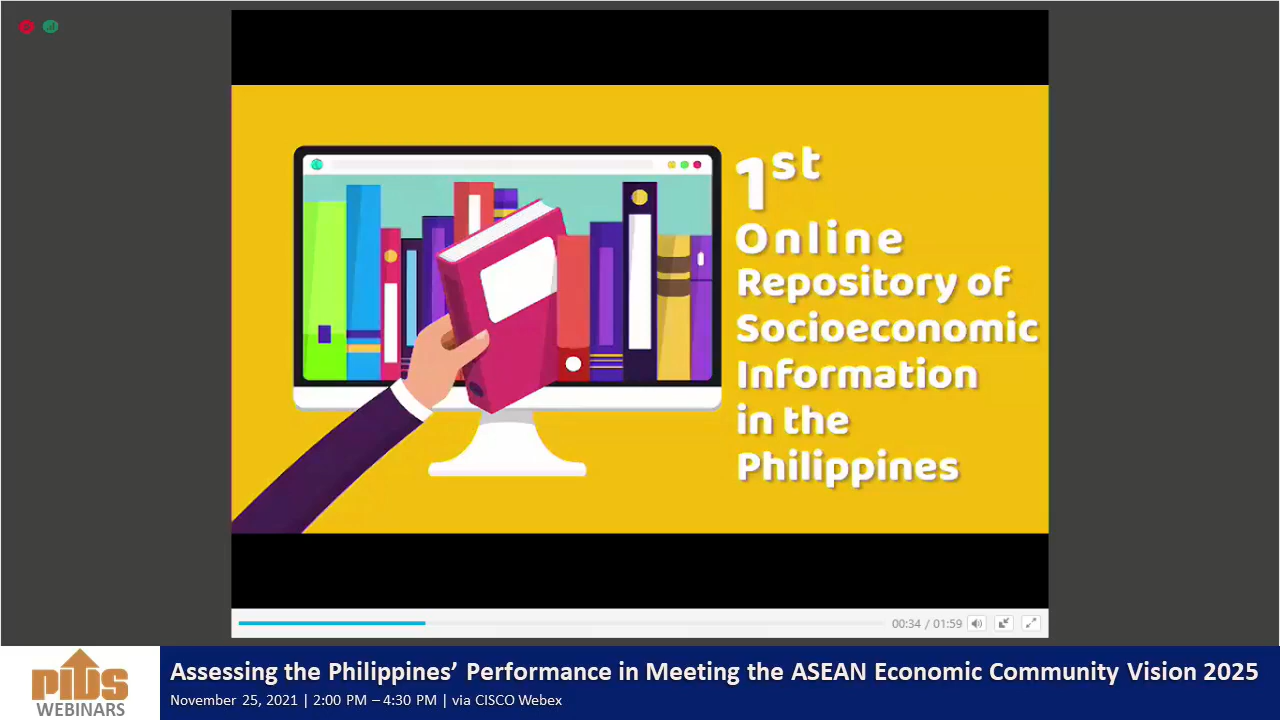 1st
Online
Repository of
Socioeconomic
Information
in the
Philippines
00:34 / 01:59
PIDS
WEBINARS
Assessing the Philippines’ Performance in Meeting the ASEAN Economic Community Vision 2025
November 25, 2021 | 2:00 PM – 4:30 PM | via CISCO Webex